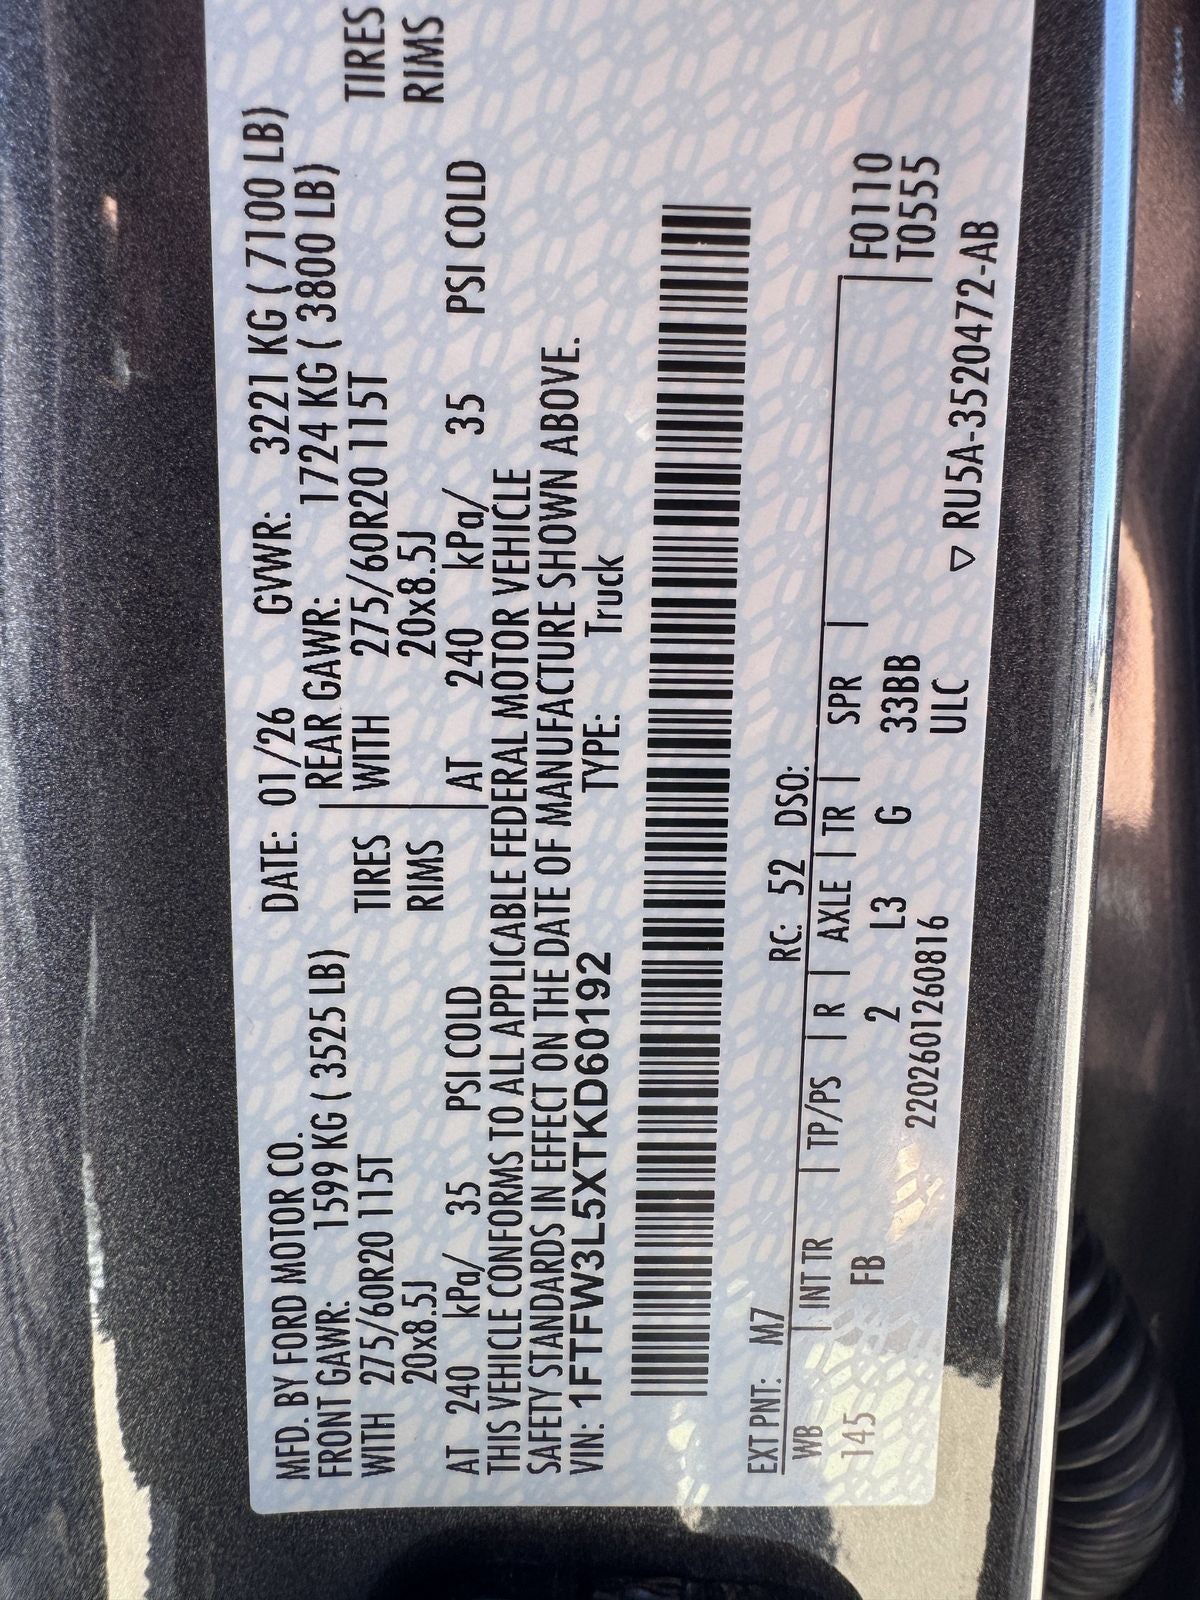 MFD. BY FORD MOTOR CO. DATE: 01/26 GVWR: 3221 KG ( 7100 LB)
FRONT GAWR: 1599 KG ( 3525 LB) REAR GAWR: 1724 KG ( 3800 LB)
WITH 275/60R20 115T TIRES WITH 275/60R20 115T TIRES
20x8.5J RIMS 20x8.5J RIMS
AT 240 kPa/ 35 PSI COLD AT 240 kPa/ 35 PSI COLD
THIS VEHICLE CONFORMS TO ALL APPLICABLE FEDERAL MOTOR VEHICLE
SAFETY STANDARDS IN EFFECT ON THE DATE OF MANUFACTURE SHOWN ABOVE.
VIN: 1FTFW3L5XTKD60192 TYPE: Truck
EXT PNT: M7 RC: 52 DSO:
WB | INT TR | TP/PS | R | AXLE | TR | SPR | F0110
145 FB 2 L3 G 33BB T0555
2202601260816 ULC
▽ RU5A-3520472-AB